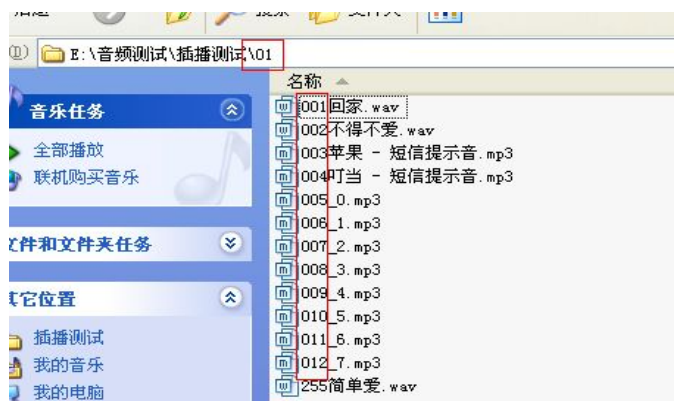 搜索 文件夹
E:\音频测试\插播测试\01
名称
音乐任务
全部播放
联机购买音乐
文件和文件夹任务
其它位置
插播测试
我的音乐
我的电脑
001回家.wav
002不得不爱.wav
003苹果 - 短信提示音.mp3
004叮当 - 短信提示音.mp3
005_0.mp3
006_1.mp3
007_2.mp3
008_3.mp3
009_4.mp3
010_5.mp3
011_6.mp3
012_7.mp3
255简单爱.wav